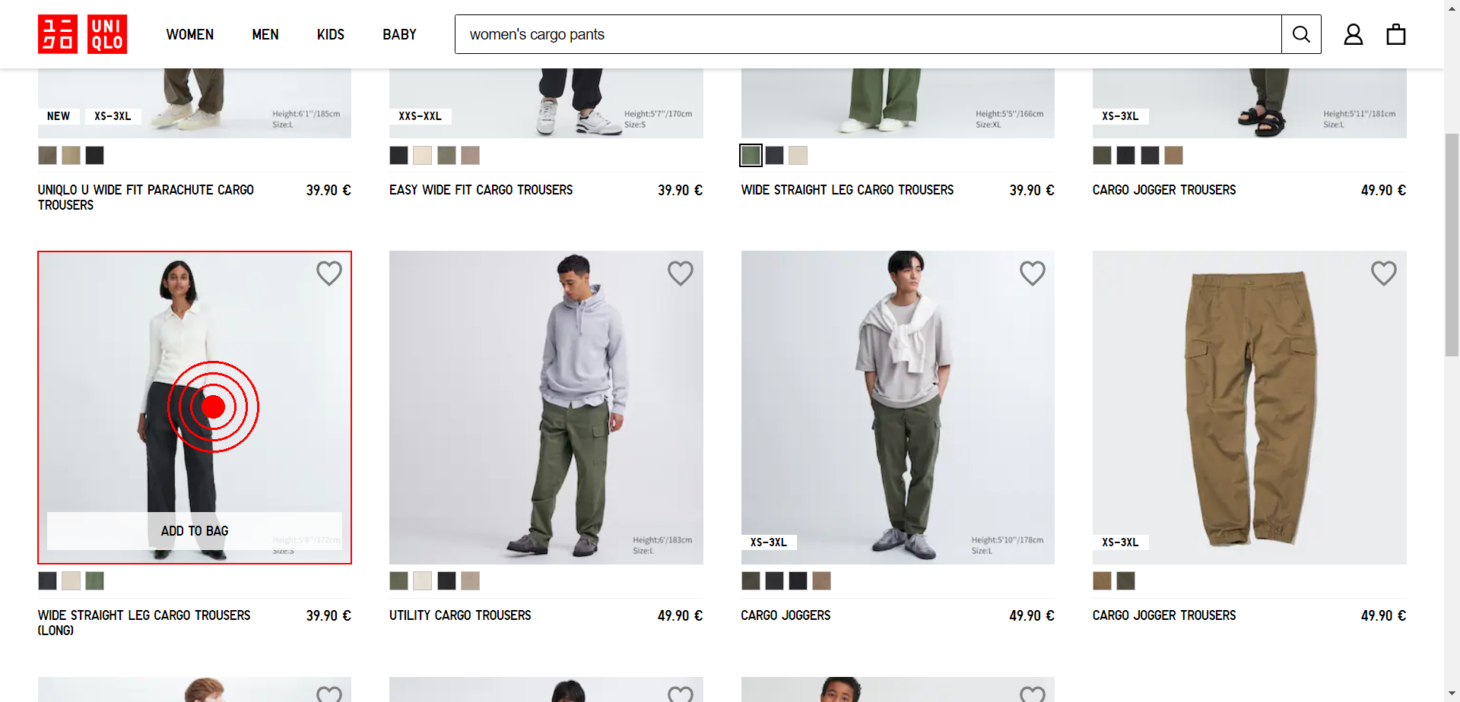 ユニ
クロ
UNI
QLO
WOMEN
MEN
KIDS
BABY
women's cargo pants
NEW
XS-3XL
Height:6'1"/185cm
Size:L
XXS-XXL
Height:5'7"/170cm
Size:S
Height:5'5"/166cm
Size:XL
XS-3XL
Height:5'11"/181cm
Size:L
UNIQLO U WIDE FIT PARACHUTE CARGO
TROUSERS
39.90 €
EASY WIDE FIT CARGO TROUSERS
39.90 €
WIDE STRAIGHT LEG CARGO TROUSERS
39.90 €
CARGO JOGGER TROUSERS
49.90 €
ADD TO BAG
Height:5'8"/172cm
Size:S
Height:6'/183cm
Size:L
XS-3XL
Height:5'10"/178cm
Size:L
XS-3XL
WIDE STRAIGHT LEG CARGO TROUSERS
(LONG)
39.90 €
UTILITY CARGO TROUSERS
49.90 €
CARGO JOGGERS
49.90 €
CARGO JOGGER TROUSERS
49.90 €